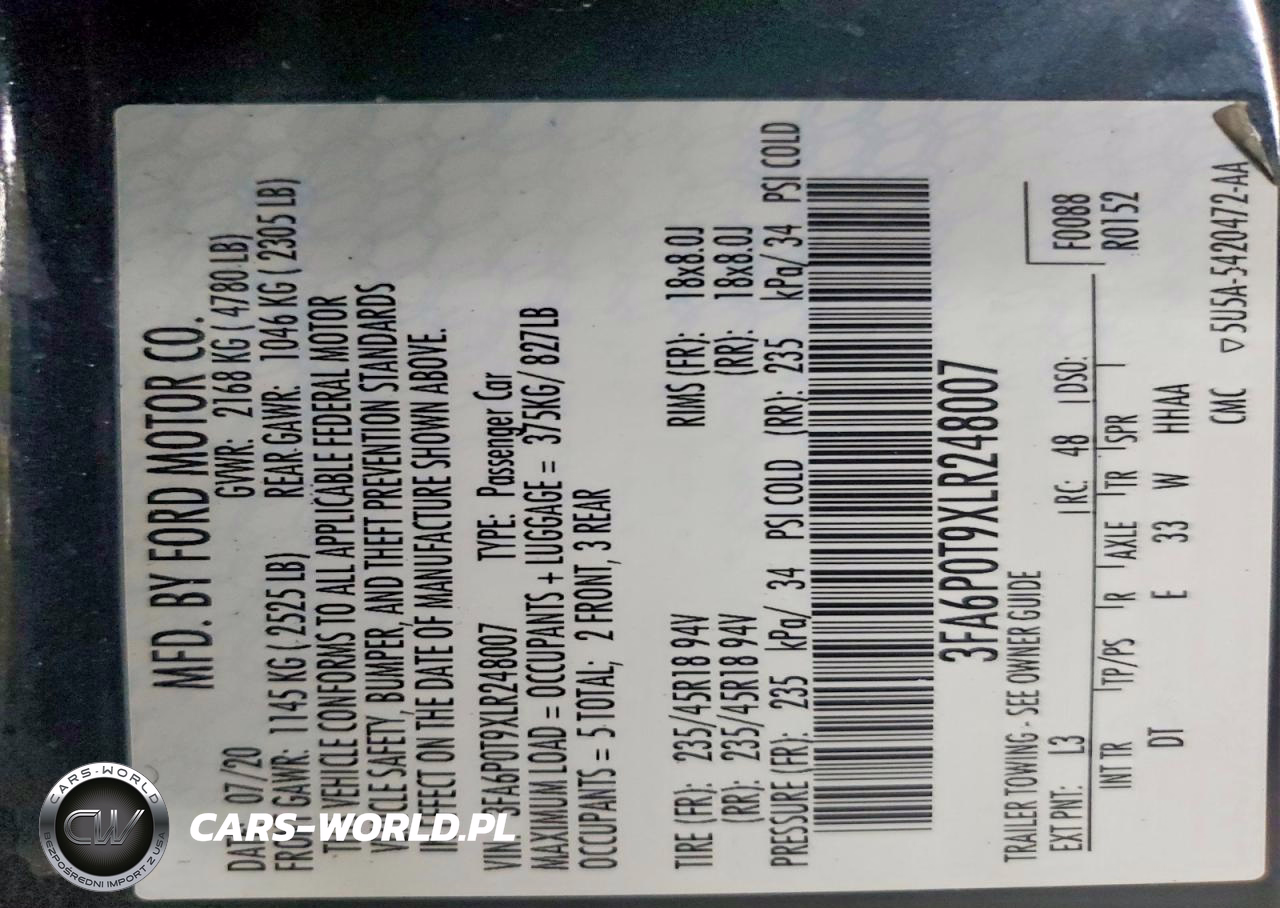 MFD. BY FORD MOTOR CO.
07/20 GVWR: 2168 KG ( 4780 LB)
GAWR: 1145 KG ( 2525 LB) REAR GAWR: 1046 KG ( 2305 LB)
VEHICLE CONFORMS TO ALL APPLICABLE FEDERAL MOTOR
SAFETY, BUMPER, AND THEFT PREVENTION STANDARDS
ON THE DATE OF MANUFACTURE SHOWN ABOVE.
VIN: 3FA6P0T9XLR248007 TYPE: Passenger Car
MAXIMUM LOAD = OCCUPANTS + LUGGAGE = 375KG/ 827LB
OCCUPANTS = 5 TOTAL; 2 FRONT, 3 REAR
TIRE (FR): 235/45R18 94V RIMS (FR): 18x8.0J
(RR): 235/45R18 94V (RR): 18x8.0J
PRESSURE (FR): 235 kPa/ 34 PSI COLD (RR): 235 kPa/ 34 PSI COLD
3FA6P0T9XLR248007
TRAILER TOWING - SEE OWNER GUIDE
EXT PNT: L3 RC: 48 DSO: F0088
INT TR TP/PS R AXLE TR SPR R0152
DT E 33 W HHAA
CMC ▽5U5A-5420472-AA
CARS-WORLD
CW
BEZPOŚREDNI IMPORT Z USA
CARS-WORLD.PL